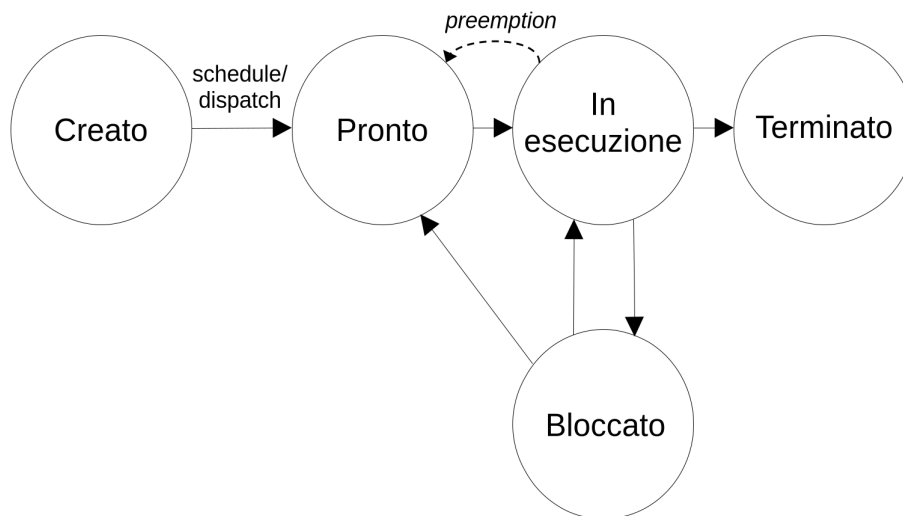 preemption
schedule/
dispatch
Creato
Pronto
In
esecuzione
Terminato
Bloccato